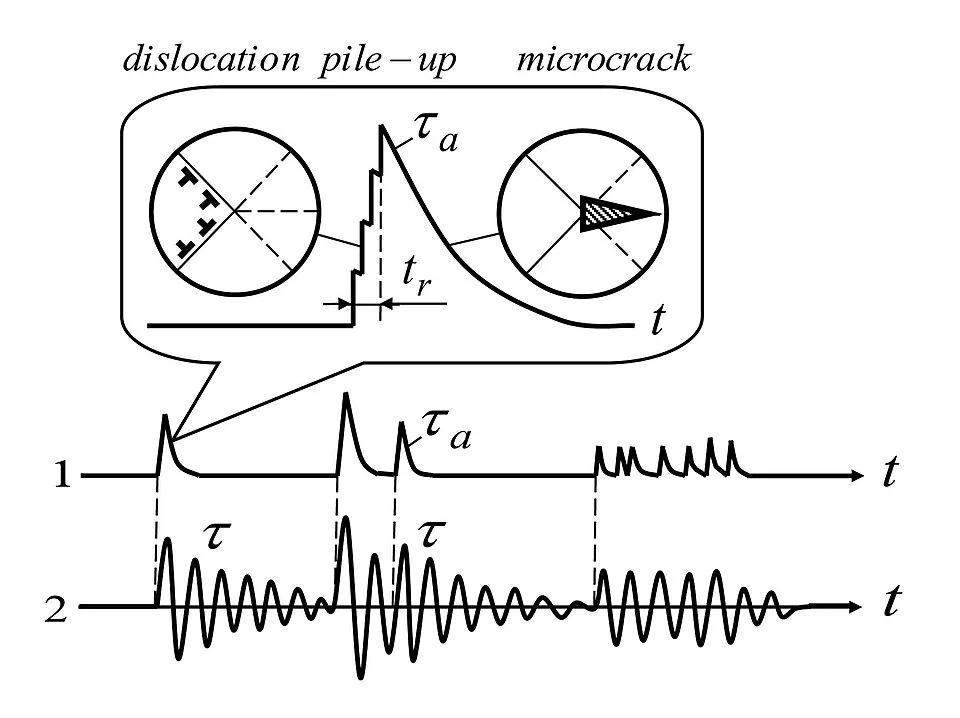 dislocation pile – up microcrack
τa
tr
t
τa
1 t
τ τ
2 t